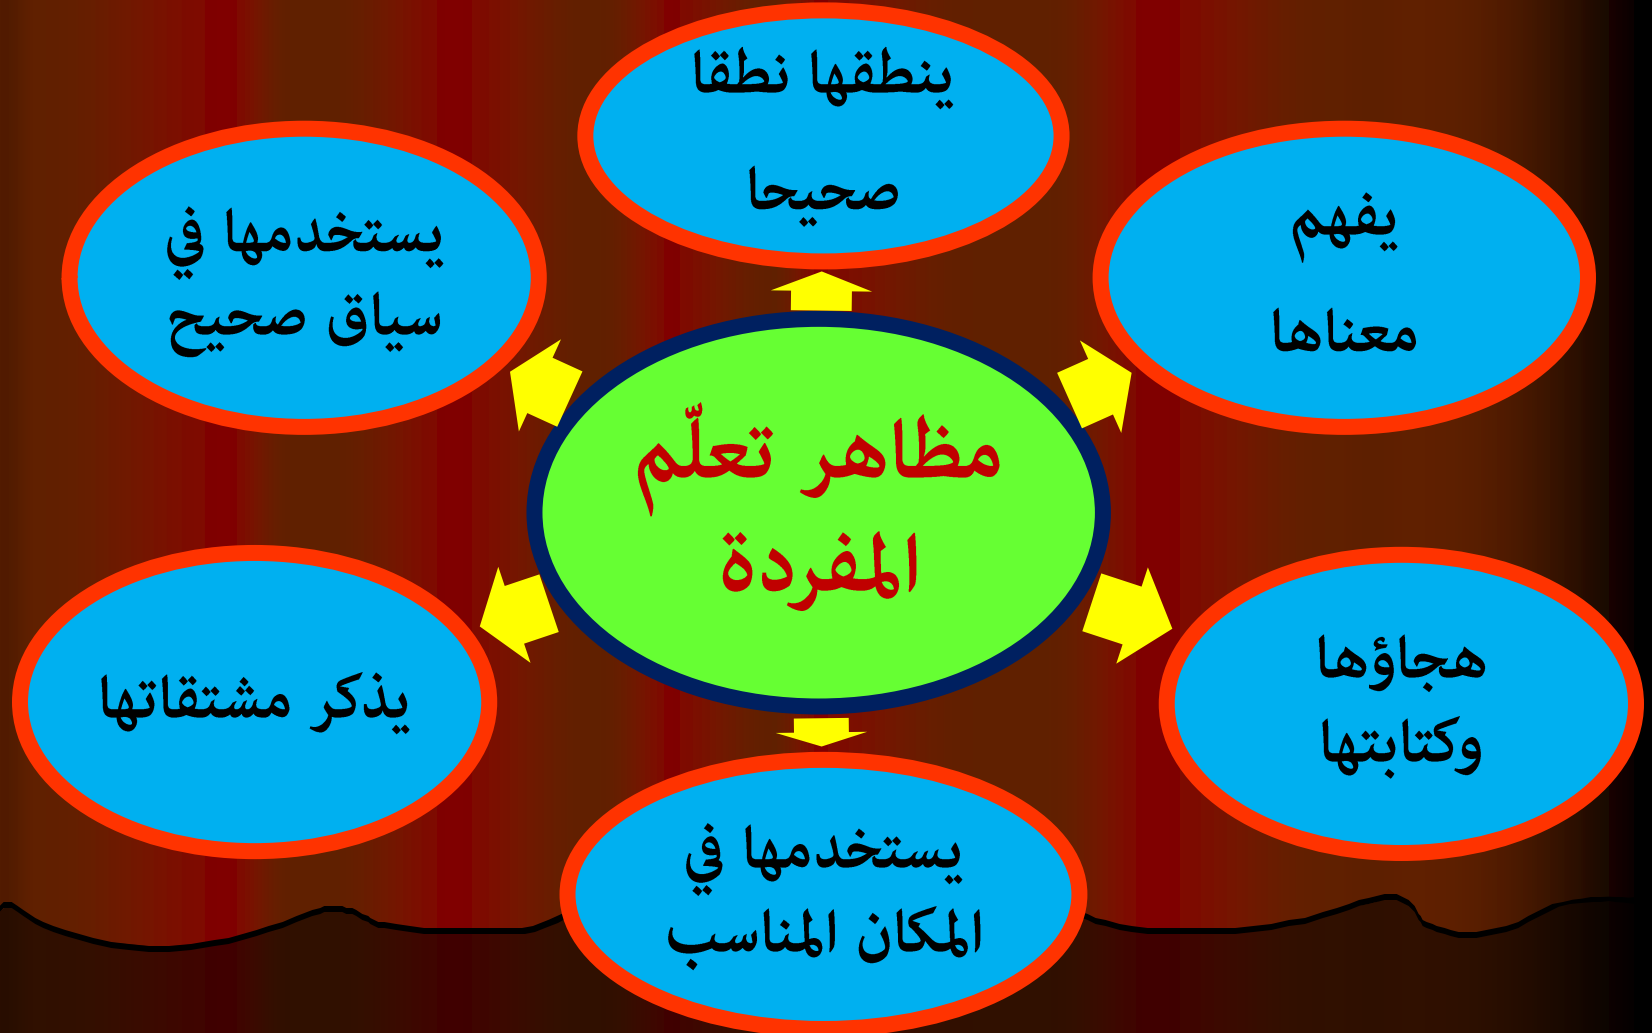 ينطقها نطقا
صحيحا
يفهم
معناها
يستخدمها في
سياق صحيح
مظاهر تعلّم
المفردة
هجاؤها
وكتابتها
يذكر مشتقاتها
يستخدمها في
المكان المناسب